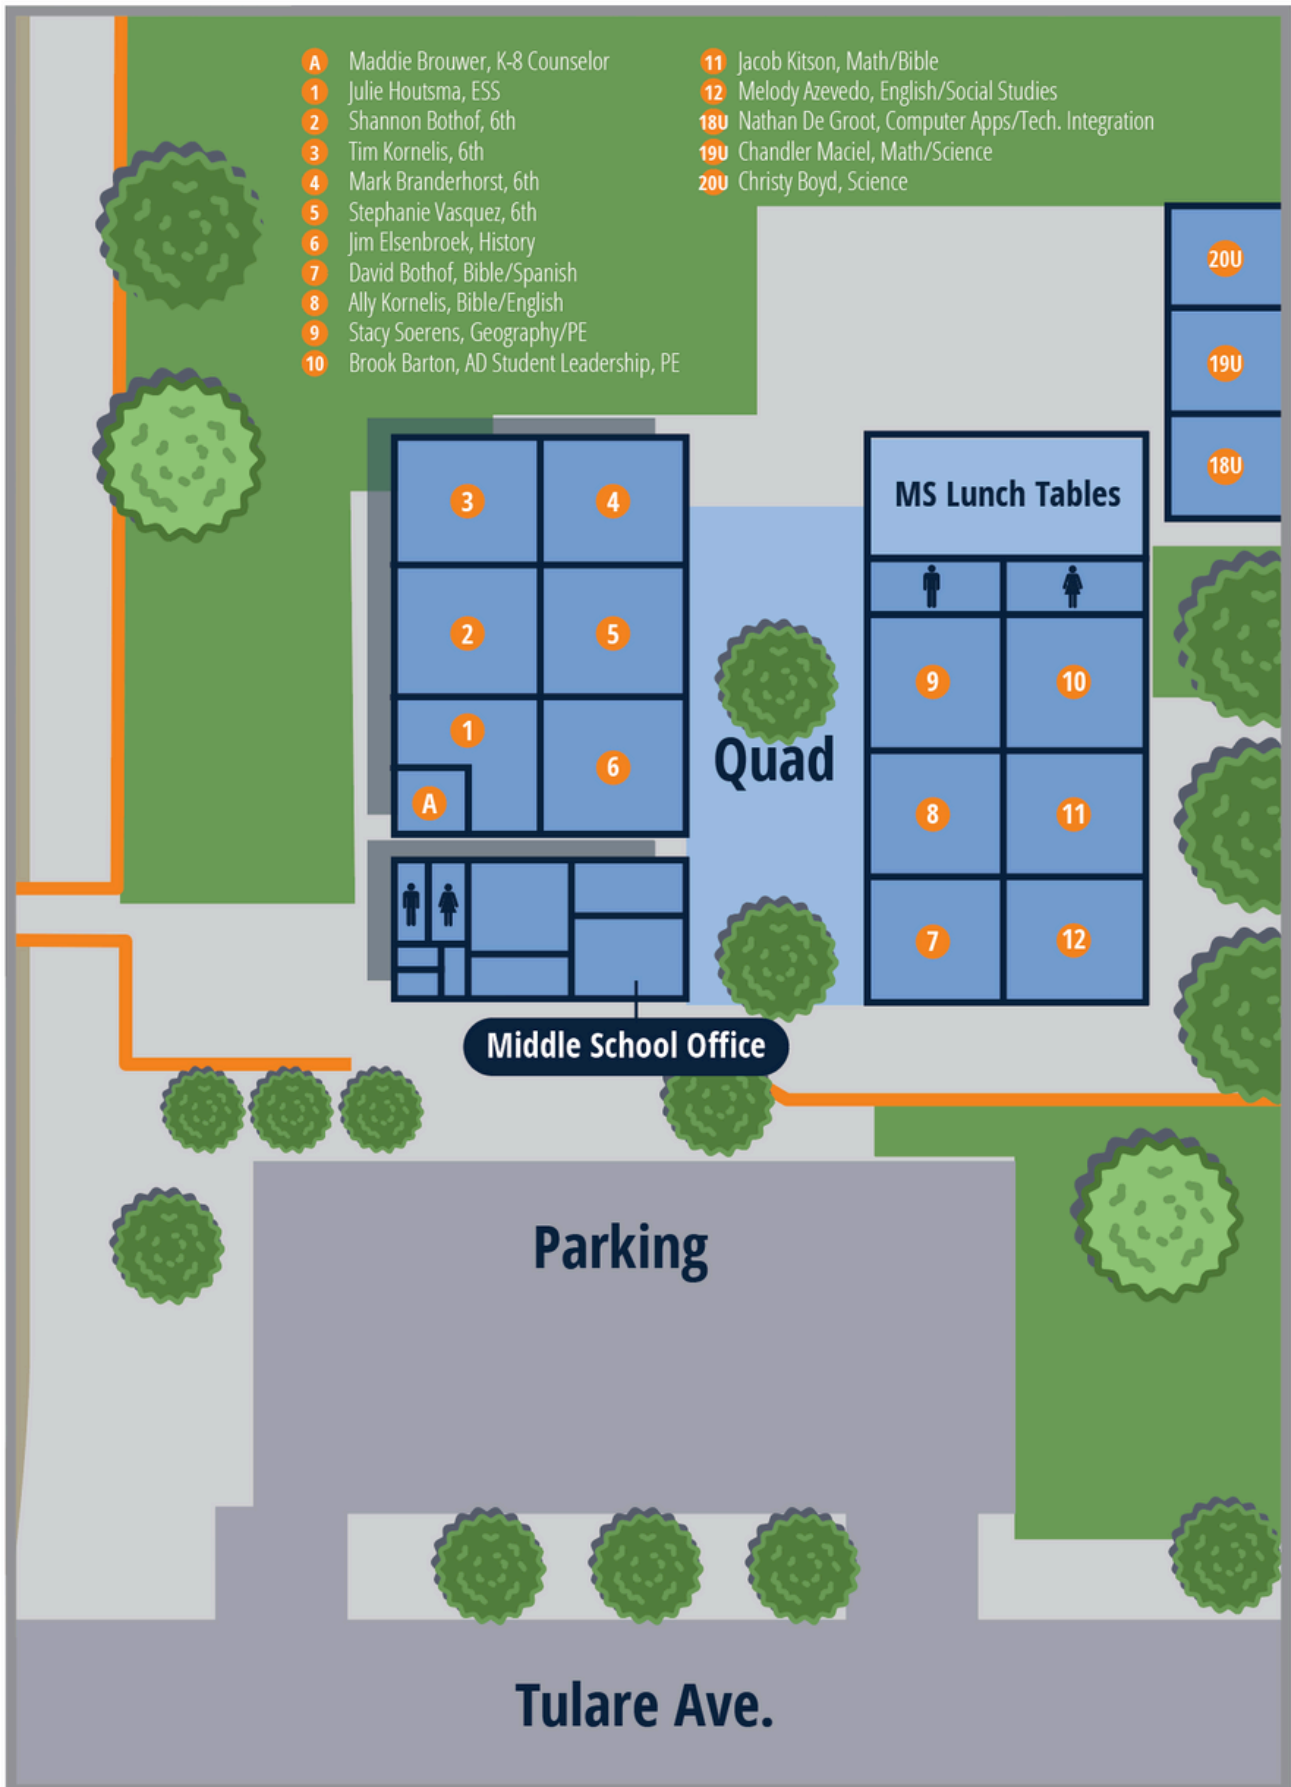 A Maddie Brouwer, K-8 Counselor
1 Julie Houtsma, ESS
2 Shannon Bothof, 6th
3 Tim Kornelis, 6th
4 Mark Branderhorst, 6th
5 Stephanie Vasquez, 6th
6 Jim Elsenbroek, History
7 David Bothof, Bible/Spanish
8 Ally Kornelis, Bible/English
9 Stacy Soerens, Geography/PE
10 Brook Barton, AD Student Leadership, PE
11 Jacob Kitson, Math/Bible
12 Melody Azevedo, English/Social Studies
18U Nathan De Groot, Computer Apps/Tech. Integration
19U Chandler Maciel, Math/Science
20U Christy Boyd, Science
20U
19U
18U
3
4
2
5
1
6
A
MS Lunch Tables
9
10
8
11
7
12
Quad
Middle School Office
Parking
Tulare Ave.